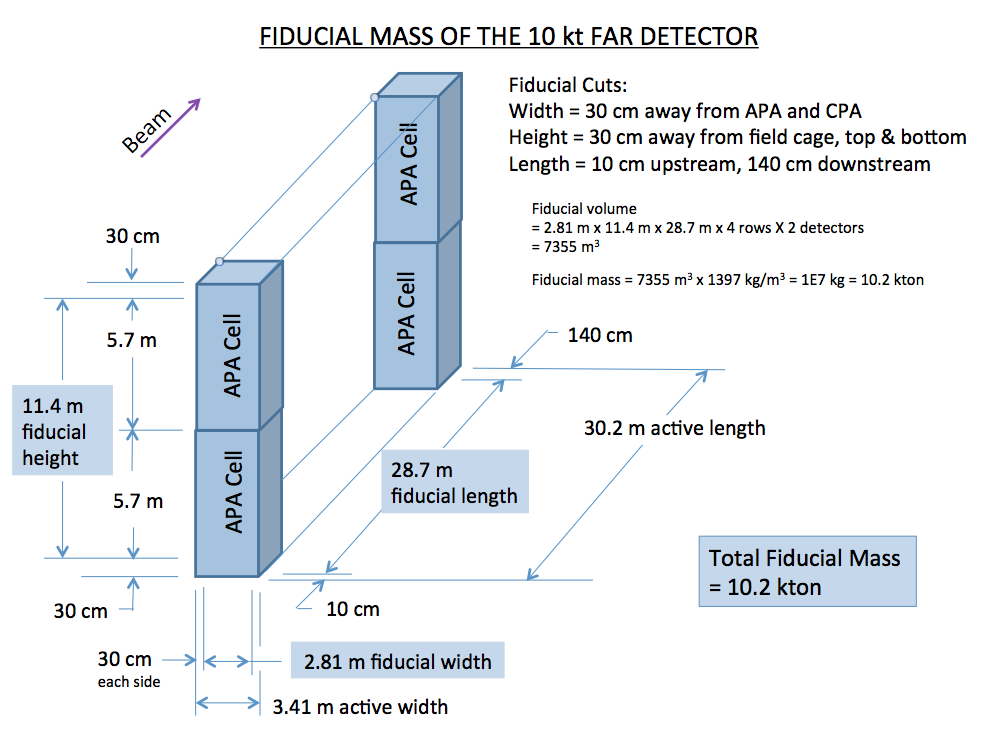 FIDUCIAL MASS OF THE 10 kt FAR DETECTOR
Beam
Fiducial Cuts:
Width = 30 cm away from APA and CPA
Height = 30 cm away from field cage, top & bottom
Length = 10 cm upstream, 140 cm downstream
Fiducial volume
= 2.81 m x 11.4 m x 28.7 m x 4 rows X 2 detectors
= 7355 m³
Fiducial mass = 7355 m³ x 1397 kg/m³ = 1E7 kg = 10.2 kton
APA Cell
APA Cell
30 cm
5.7 m
APA Cell
140 cm
11.4 m
fiducial
height
30.2 m active length
28.7 m
fiducial length
5.7 m
APA Cell
Total Fiducial Mass
= 10.2 kton
30 cm
10 cm
30 cm
each side
2.81 m fiducial width
3.41 m active width